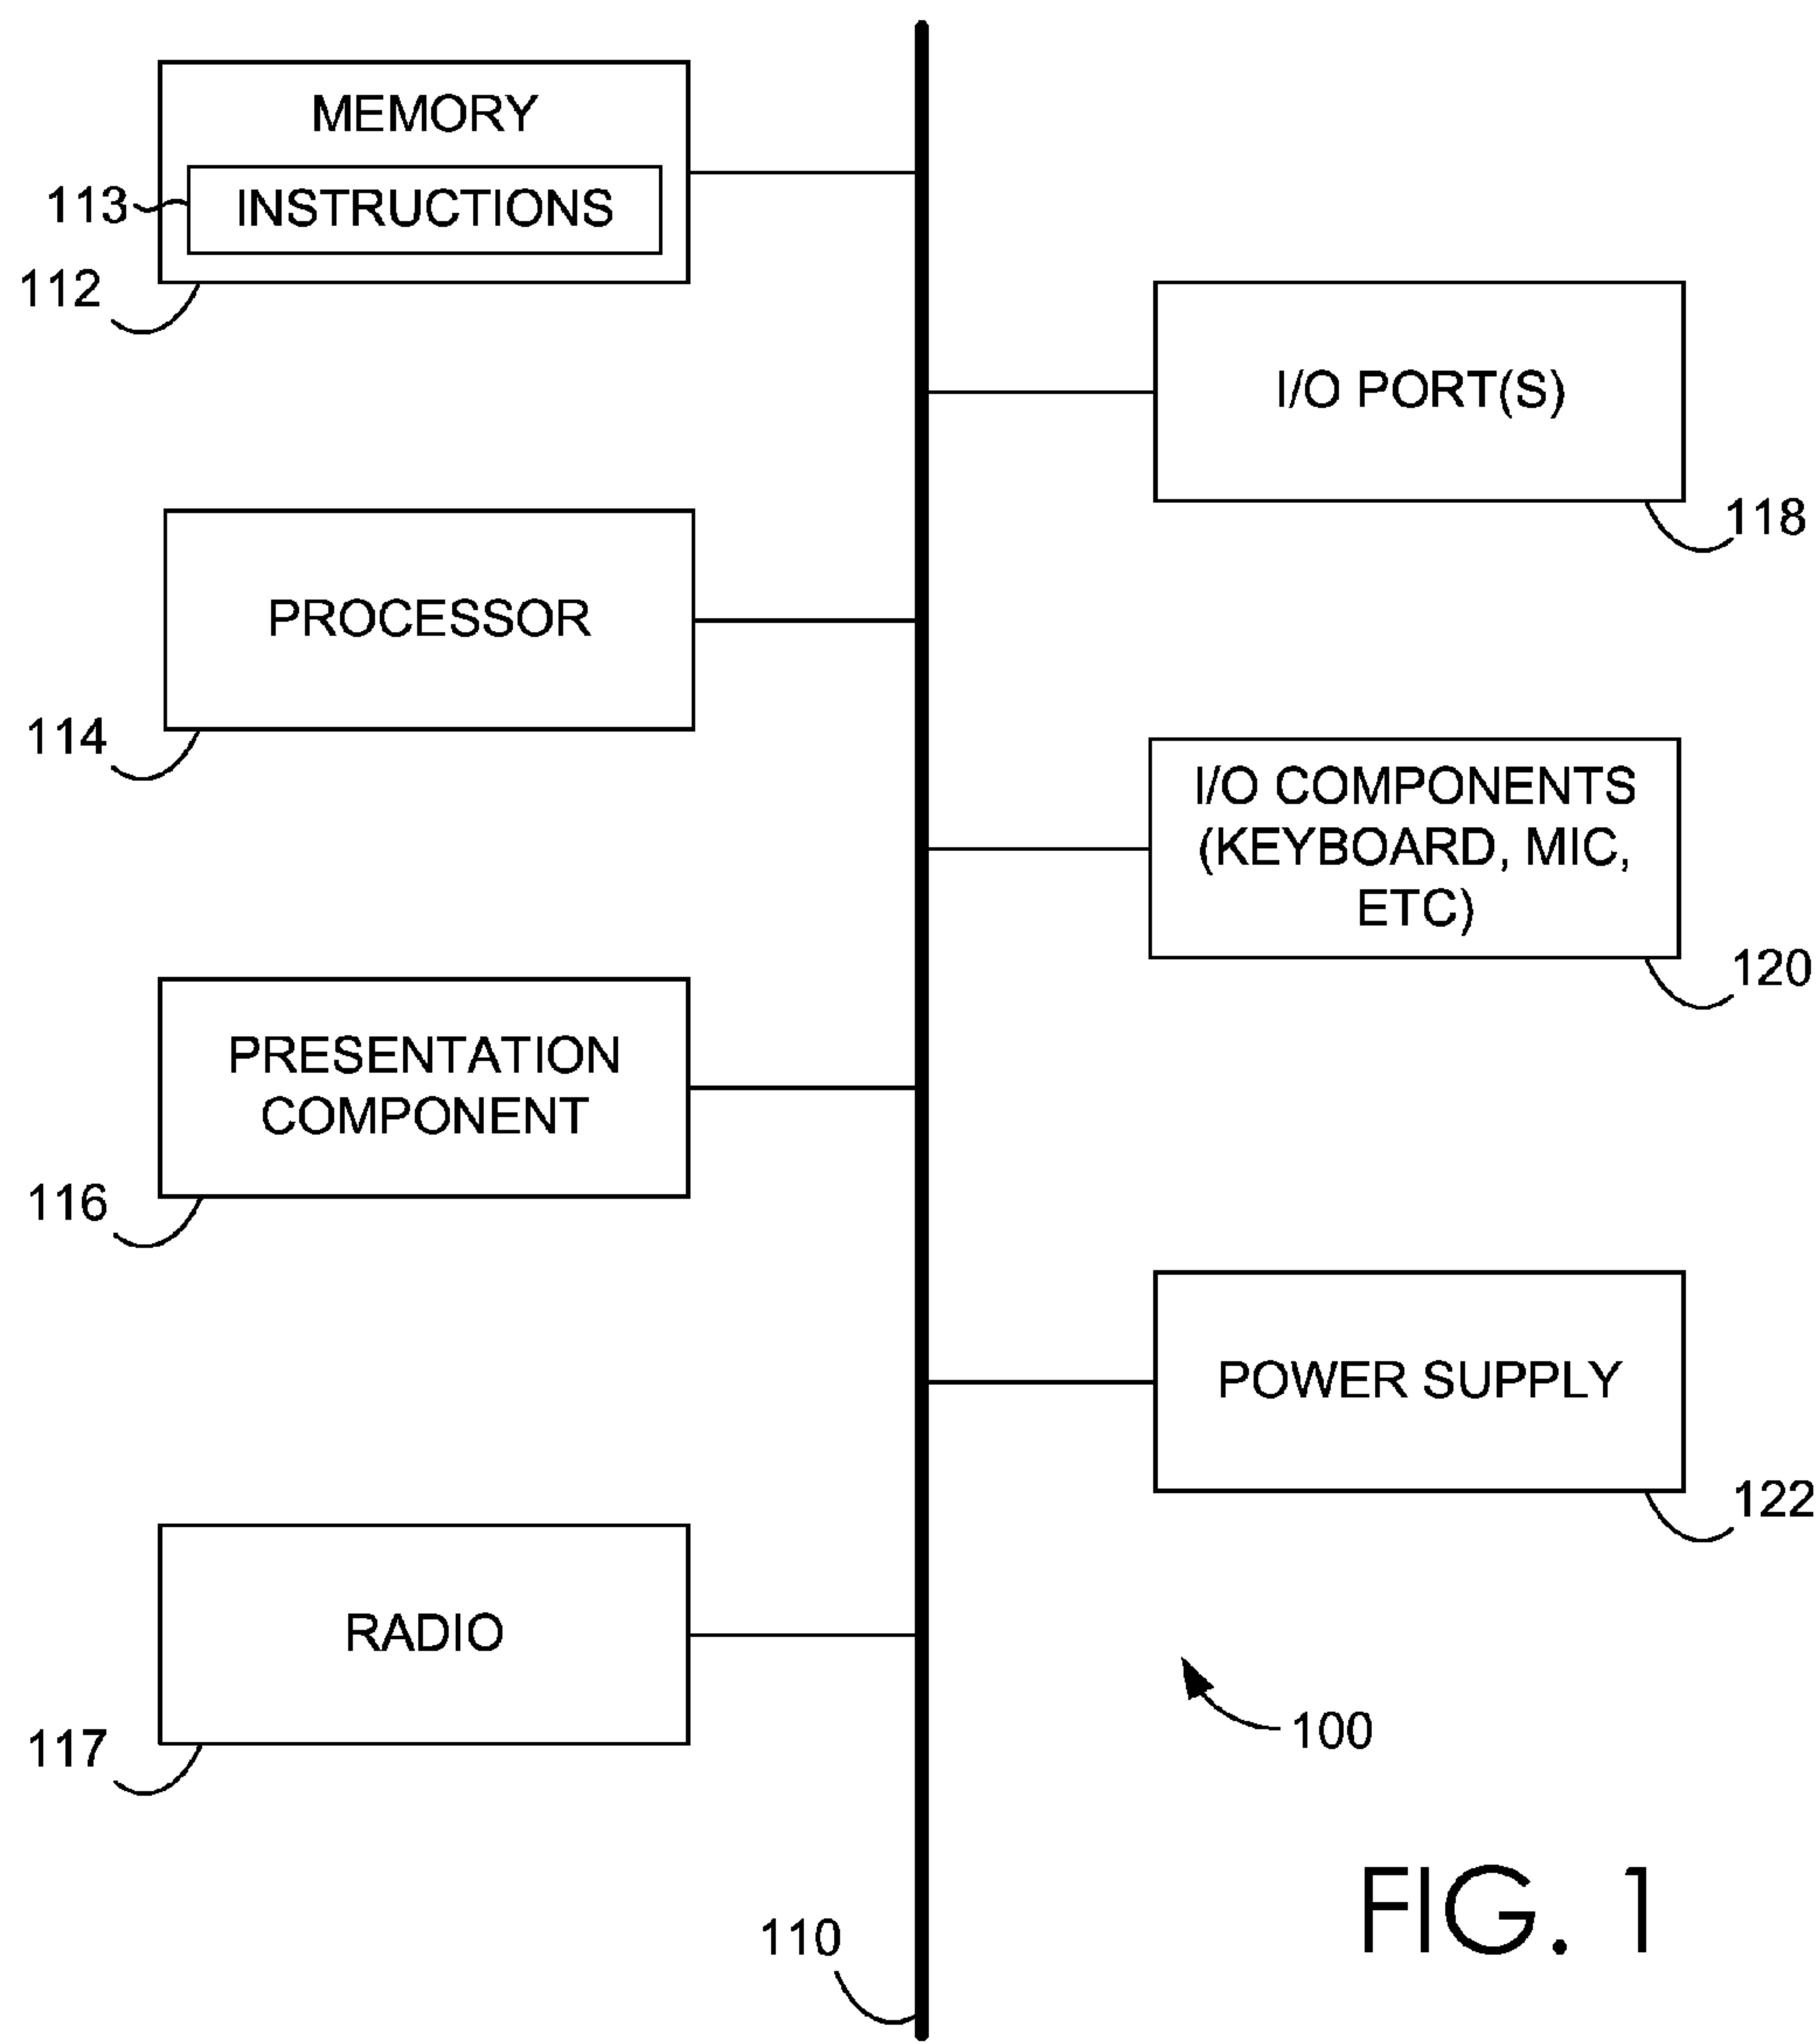 MEMORY
113
INSTRUCTIONS
112
I/O PORT(S)
118
PROCESSOR
114
I/O COMPONENTS
(KEYBOARD, MIC,
ETC)
120
PRESENTATION
COMPONENT
116
POWER SUPPLY
122
RADIO
117
100
110
FIG. 1